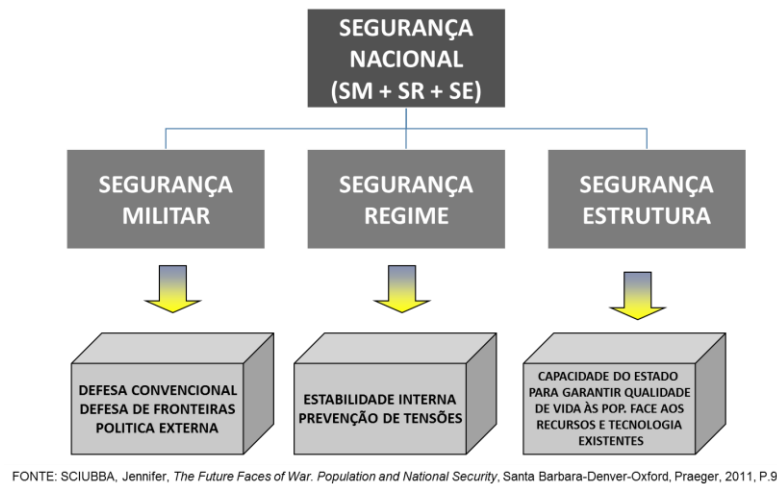 SEGURANÇA
NACIONAL
(SM + SR + SE)
SEGURANÇA
MILITAR
SEGURANÇA
REGIME
SEGURANÇA
ESTRUTURA
DEFESA CONVENCIONAL
DEFESA DE FRONTEIRAS
POLITICA EXTERNA
ESTABILIDADE INTERNA
PREVENÇÃO DE TENSÕES
CAPACIDADE DO ESTADO
PARA GARANTIR QUALIDADE
DE VIDA ÀS POP. FACE AOS
RECURSOS E TECNOLOGIA
EXISTENTES
FONTE: SCIUBBA, Jennifer, The Future Faces of War. Population and National Security, Santa Barbara-Denver-Oxford, Praeger, 2011, P.9